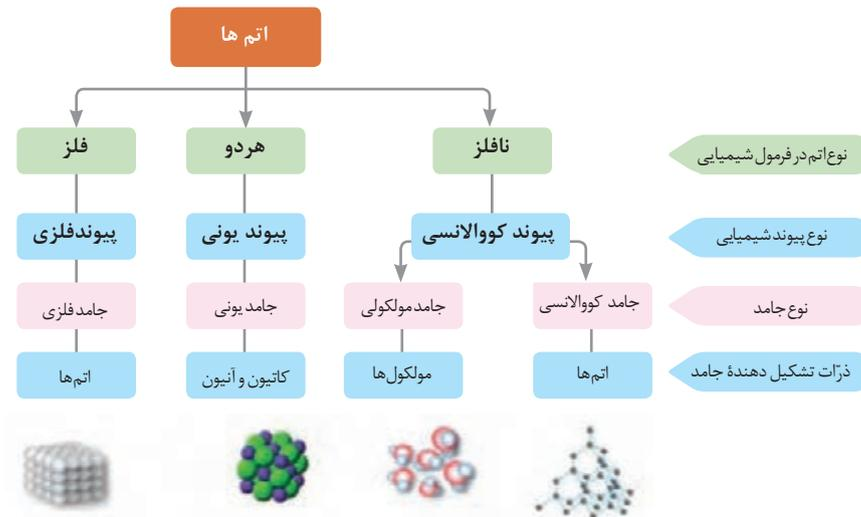 اتم ها
نافلز
هردو
فلز
نوع اتم در فرمول شیمیایی
پیوند کووالانسی
پیوند یونی
پیوندفلزی
نوع پیوند شیمیایی
جامد کووالانسی
جامد مولکولی
جامد یونی
جامد فلزی
نوع جامد
اتم‌ها
مولکول‌ها
کاتیون و آنیون
اتم‌ها
ذرّات تشکیل دهندهٔ جامد